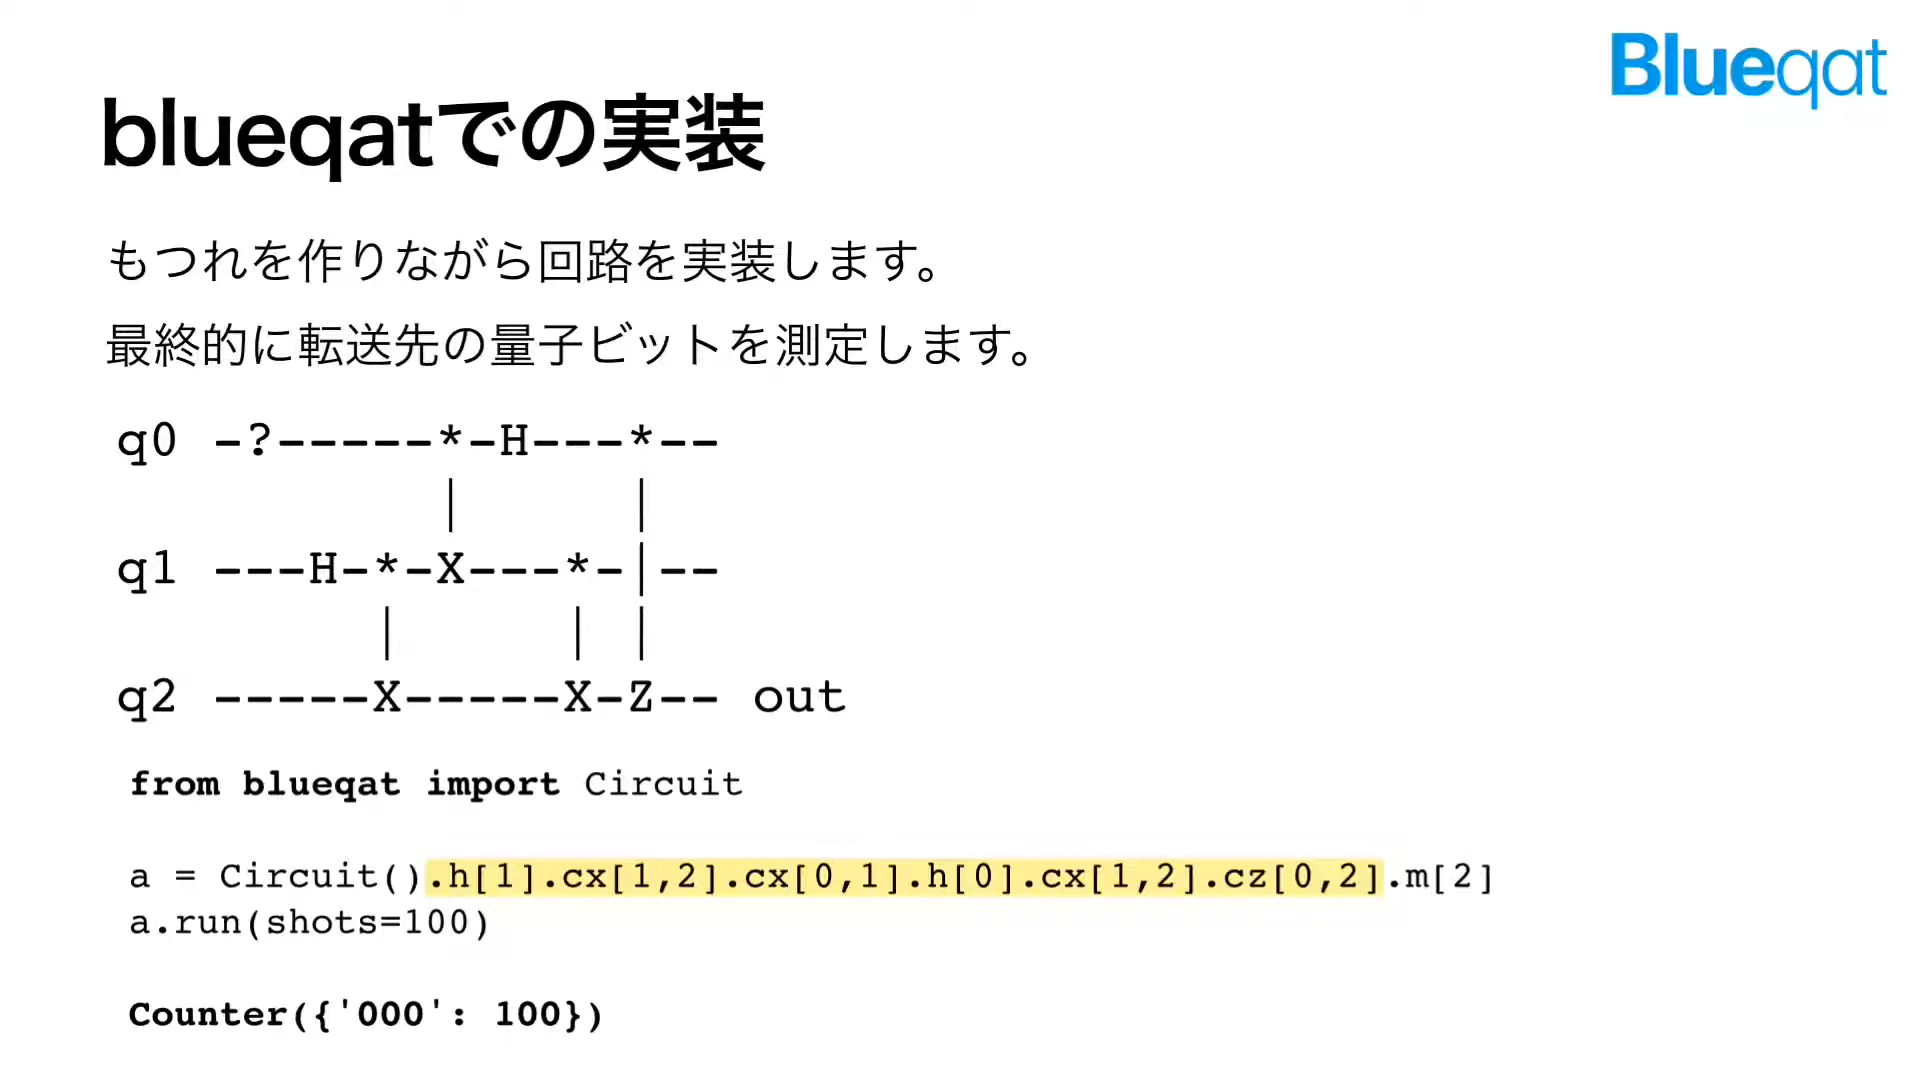 Blueqat
blueqatでの実装
もつれを作りながら回路を実装します。
最終的に転送先の量子ビットを測定します。
q0 -?-----*-H---*--
          |     |
q1 ---H-*-X---*-|--
        |     | |
q2 -----X-----X-Z-- out
from blueqat import Circuit
a = Circuit().h[1].cx[1,2].cx[0,1].h[0].cx[1,2].cz[0,2].m[2]
a.run(shots=100)
Counter({'000': 100})